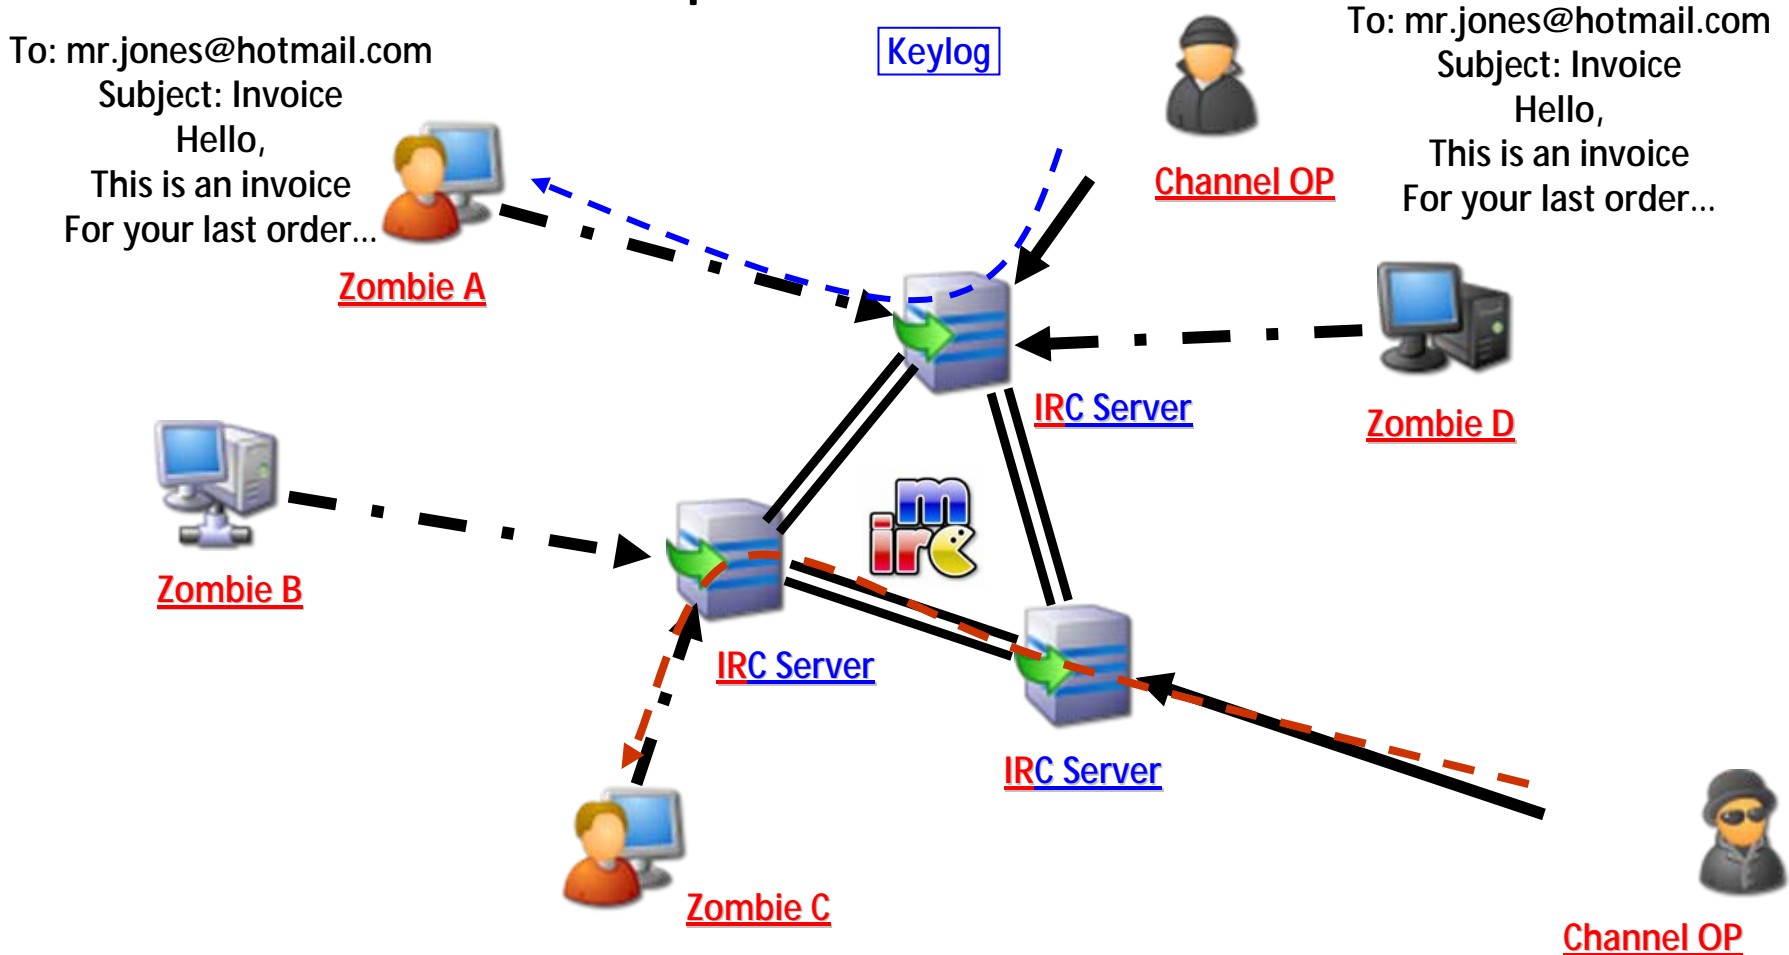 To: mr.jones@hotmail.com
Subject: Invoice
Hello,
This is an invoice
For your last order...
Keylog
Channel OP
To: mr.jones@hotmail.com
Subject: Invoice
Hello,
This is an invoice
For your last order...
Zombie A
IRC Server
Zombie D
mirc
Zombie B
IRC Server
IRC Server
Zombie C
Channel OP